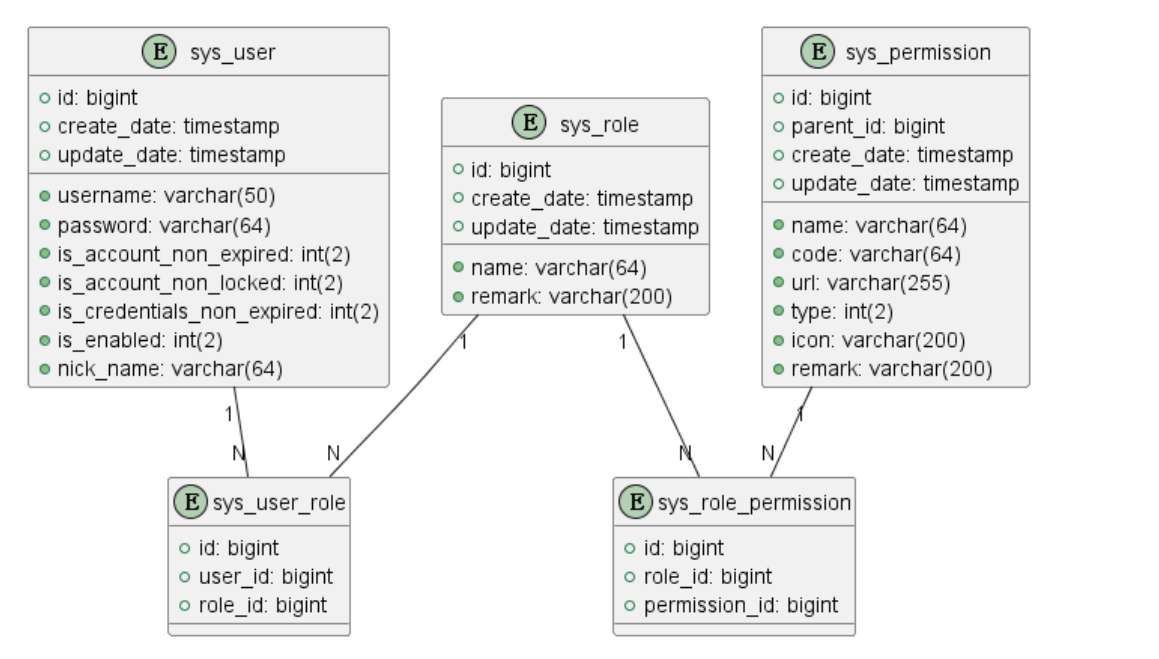 E sys_user
id: bigint
create_date: timestamp
update_date: timestamp
username: varchar(50)
password: varchar(64)
is_account_non_expired: int(2)
is_account_non_locked: int(2)
is_credentials_non_expired: int(2)
is_enabled: int(2)
nick_name: varchar(64)
E sys_role
id: bigint
create_date: timestamp
update_date: timestamp
name: varchar(64)
remark: varchar(200)
E sys_permission
id: bigint
parent_id: bigint
create_date: timestamp
update_date: timestamp
name: varchar(64)
code: varchar(64)
url: varchar(255)
type: int(2)
icon: varchar(200)
remark: varchar(200)
1
N
1
N
1
N
1
N
E sys_user_role
id: bigint
user_id: bigint
role_id: bigint
E sys_role_permission
id: bigint
role_id: bigint
permission_id: bigint